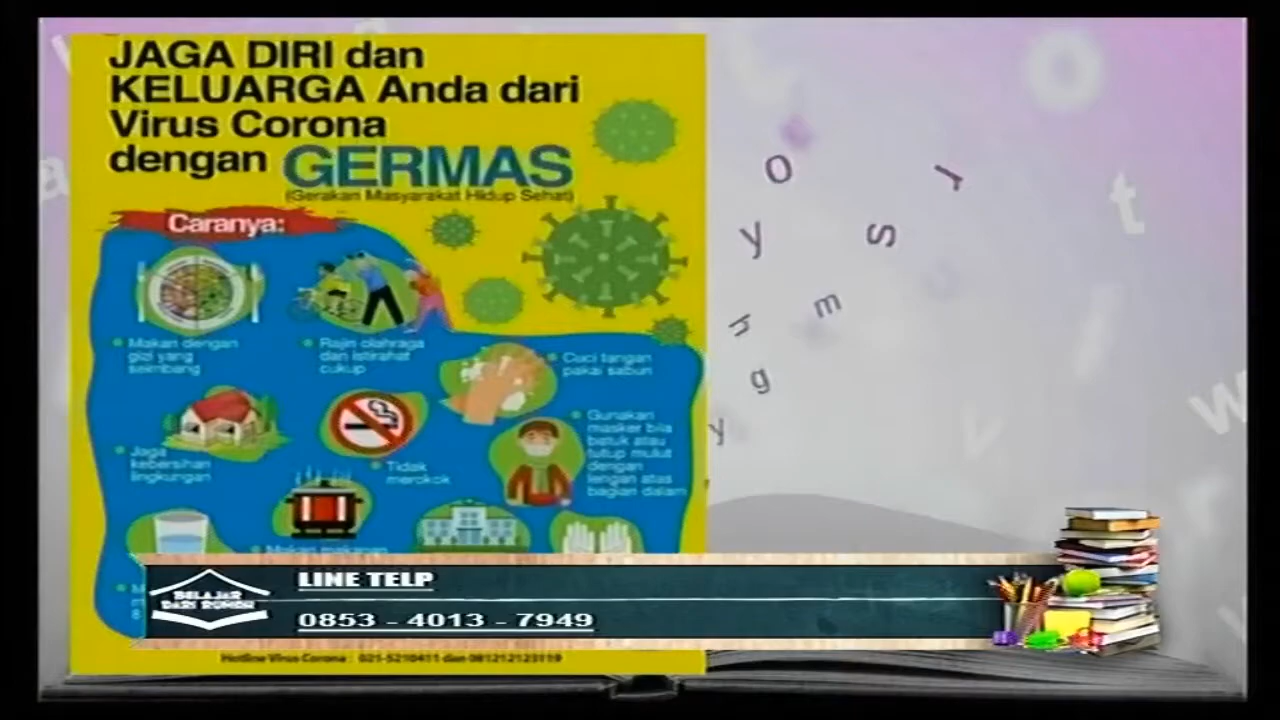 JAGA DIRI dan
KELUARGA Anda dari
Virus Corona
dengan GERMAS
(Gerakan Masyarakat Hidup Sehat)
Caranya:
Makan dengan
gizi yang
seimbang
Rajin olahraga
dan istirahat
cukup
Cuci tangan
pakai sabun
Jaga
kebersihan
lingkungan
Tidak
merokok
Gunakan
masker bila
batuk atau
tutup mulut
dengan
lengan atas
bagian dalam
Makan makanan
LINE TELP
BELAJAR
DARI RUMAH
0853 - 4013 - 7949
Hotline Virus Corona : 021-5210411 dan 081212123119
o
r
y
s
t
m
h
g
w
y
v